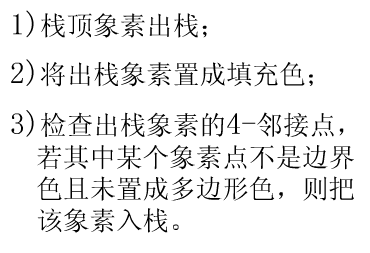 1)栈顶象素出栈;
2)将出栈象素置成填充色;
3)检查出栈象素的4-邻接点,
若其中某个象素点不是边界
色且未置成多边形色，则把
该象素入栈。